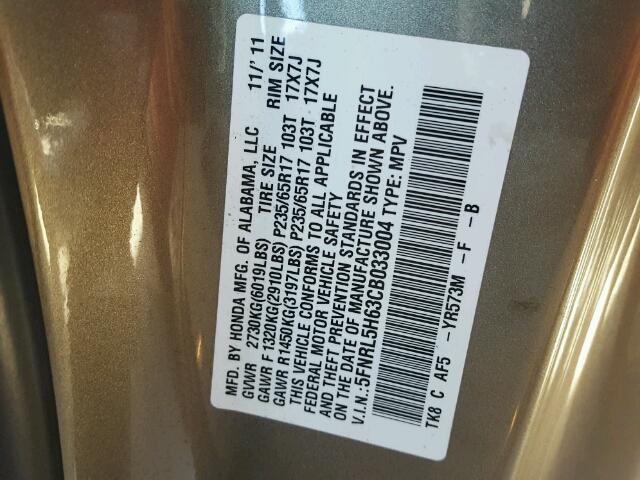 MFD. BY HONDA MFG. OF ALABAMA, LLC 11/' 11
GVWR 2730KG(6019LBS) TIRE SIZE RIM SIZE
GAWR F 1320KG(2910LBS) P235/65R17 103T 17X7J
GAWR R1450KG(3197LBS) P235/65R17 103T 17X7J
THIS VEHICLE CONFORMS TO ALL APPLICABLE
FEDERAL MOTOR VEHICLE SAFETY
AND THEFT PREVENTION STANDARDS IN EFFECT
ON THE DATE OF MANUFACTURE SHOWN ABOVE.
V.I.N.:5FNRL5H63CB033004 TYPE: MPV
TK8 C AF5 -YR573M -F -B